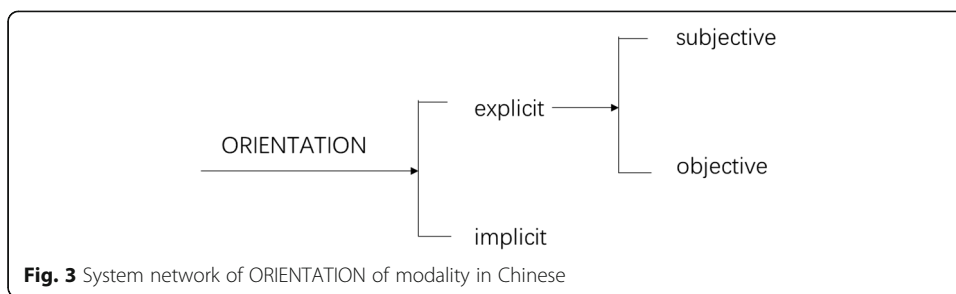 subjective
explicit
ORIENTATION
objective
implicit
Fig. 3 System network of ORIENTATION of modality in Chinese